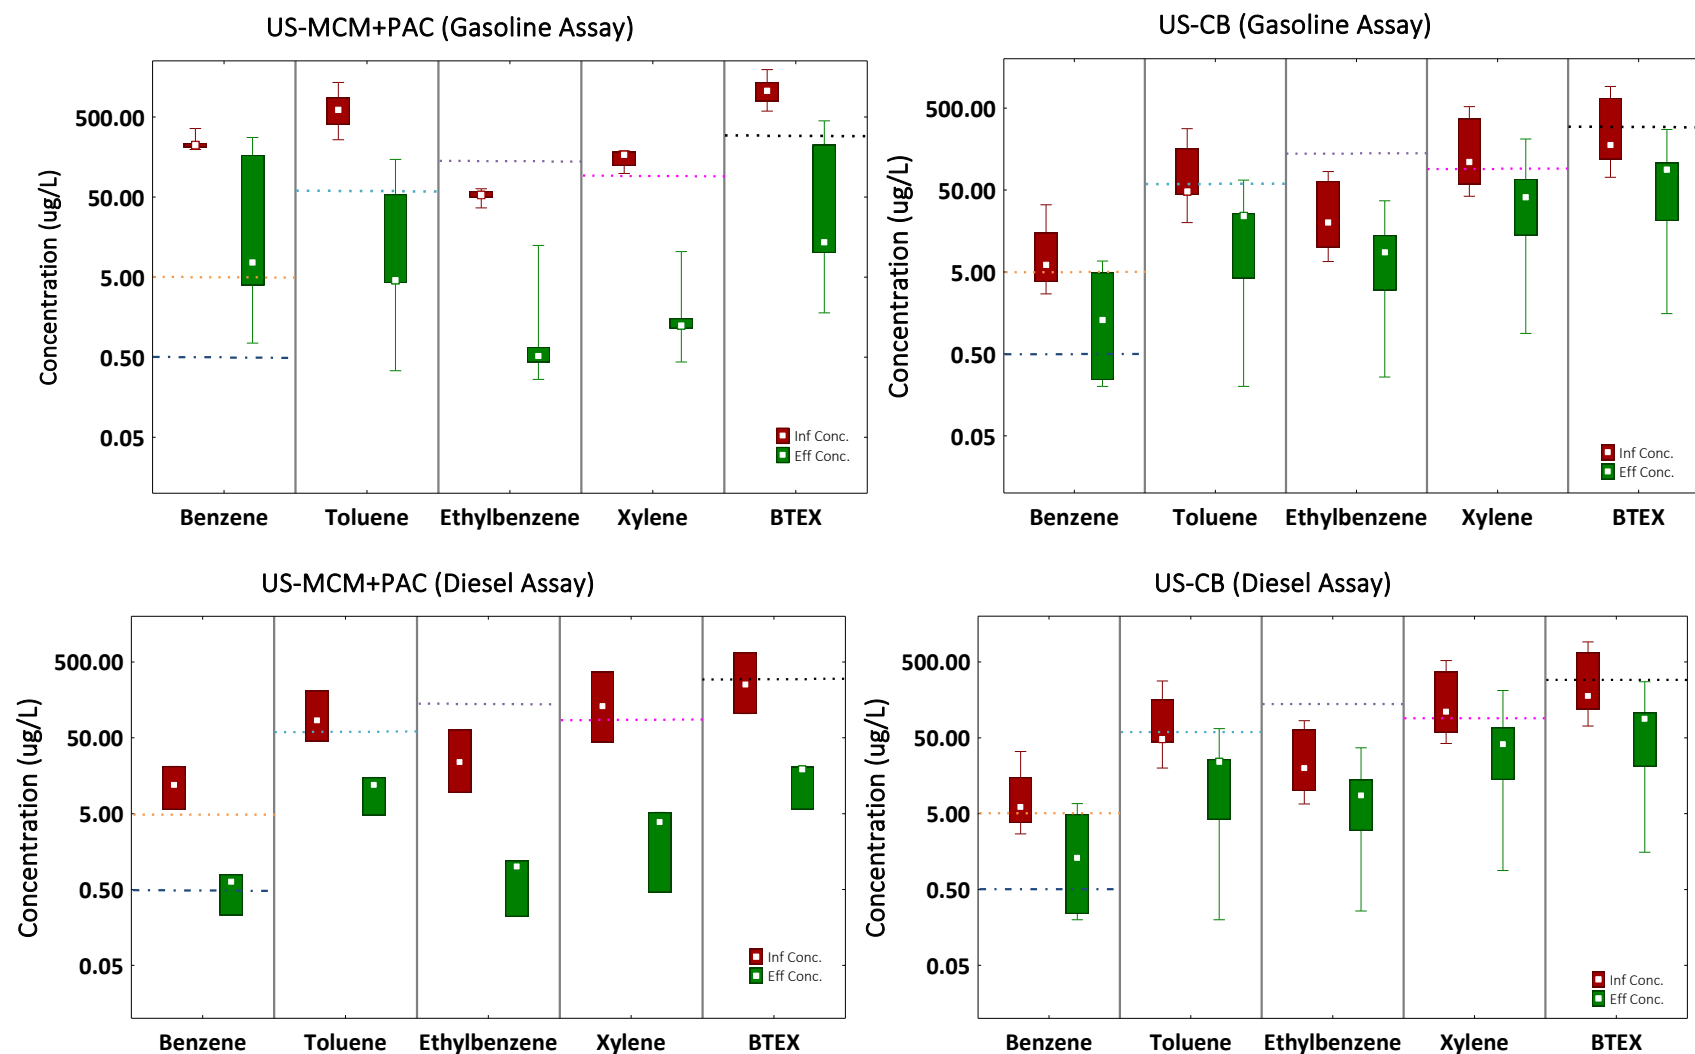 US-MCM+PAC (Gasoline Assay)
Concentration (ug/L)
500.00
50.00
5.00
0.50
0.05
Inf Conc.
Eff Conc.
Benzene Toluene Ethylbenzene Xylene BTEX
US-CB (Gasoline Assay)
Concentration (ug/L)
500.00
50.00
5.00
0.50
0.05
Inf Conc.
Eff Conc.
Benzene Toluene Ethylbenzene Xylene BTEX
US-MCM+PAC (Diesel Assay)
Concentration (ug/L)
500.00
50.00
5.00
0.50
0.05
Inf Conc.
Eff Conc.
Benzene Toluene Ethylbenzene Xylene BTEX
US-CB (Diesel Assay)
Concentration (ug/L)
500.00
50.00
5.00
0.50
0.05
Inf Conc.
Eff Conc.
Benzene Toluene Ethylbenzene Xylene BTEX